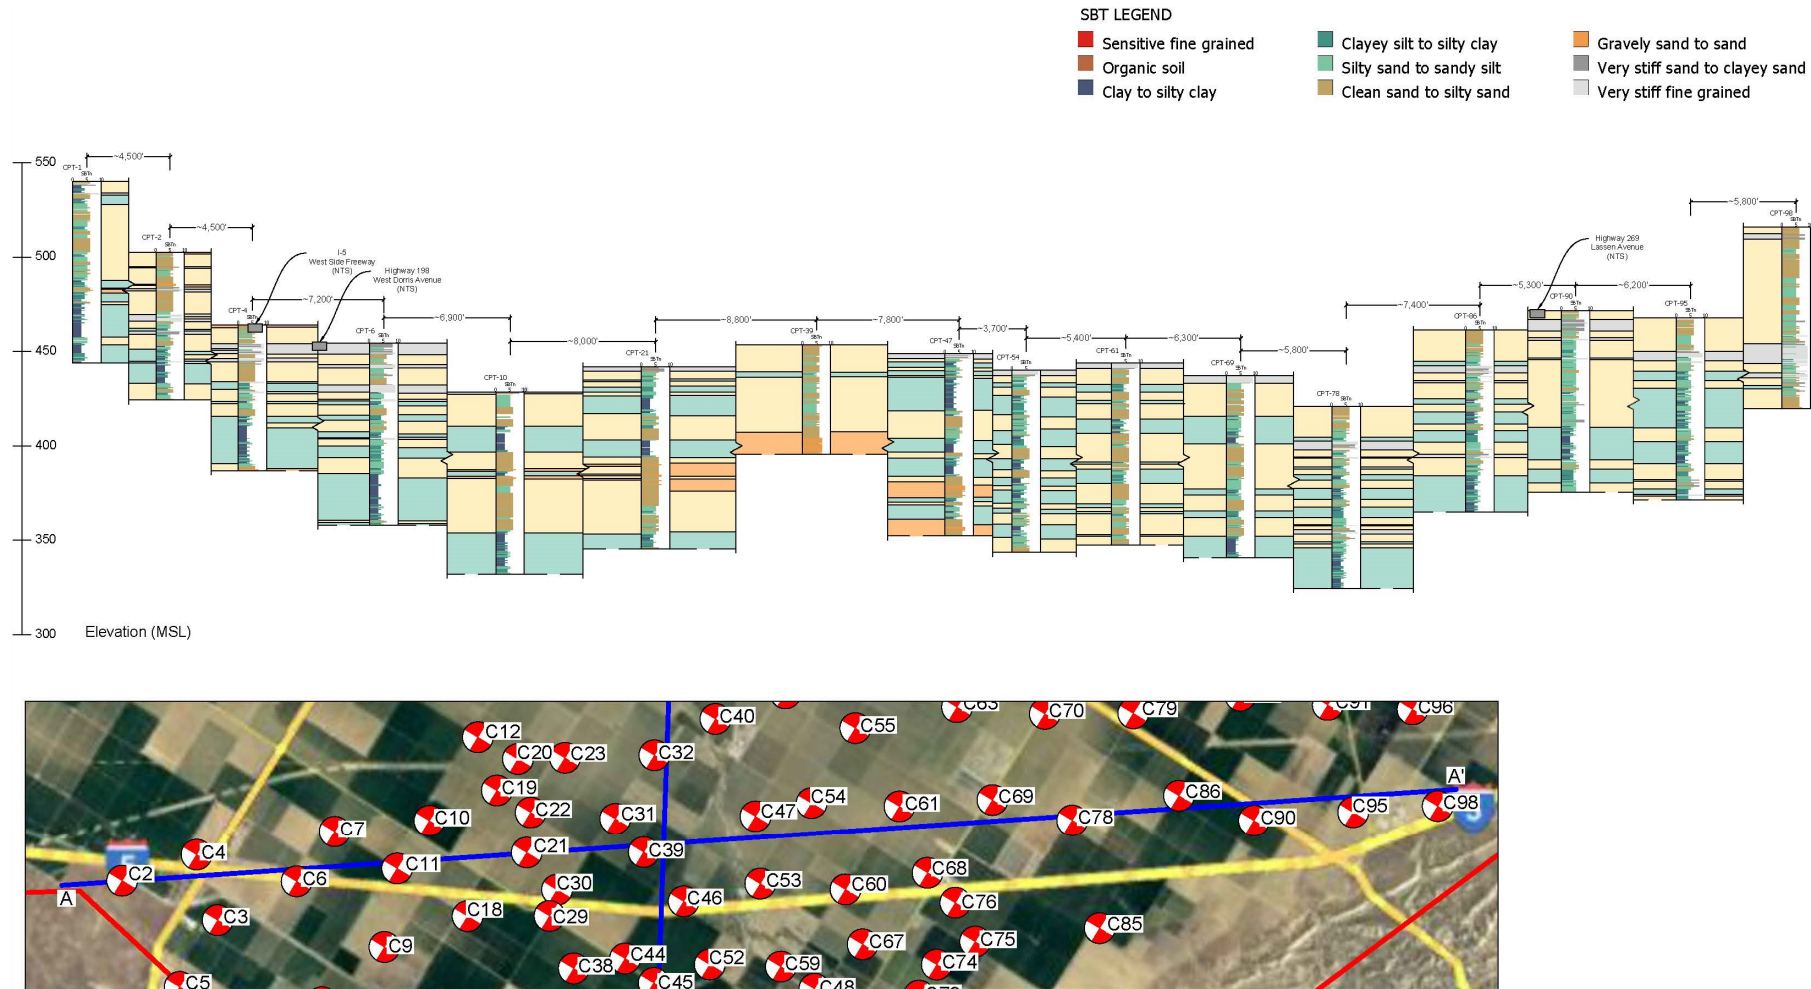 SBT LEGEND
Sensitive fine grained
Organic soil
Clay to silty clay
Clayey silt to silty clay
Silty sand to sandy silt
Clean sand to silty sand
Gravely sand to sand
Very stiff sand to clayey sand
Very stiff fine grained
550
500
450
400
350
300
Elevation (MSL)
CPT-1
~4,500'
CPT-2
~4,500'
CPT-4
I-5
West Side Freeway
(NTS)
Highway 198
West Dorris Avenue
(NTS)
~7,200'
CPT-6
~6,900'
CPT-10
~8,000'
CPT-21
~8,800'
CPT-39
~7,800'
CPT-47
~3,700'
CPT-54
~5,400'
CPT-61
~6,300'
CPT-69
~5,800'
CPT-78
~7,400'
CPT-86
~5,300'
CPT-90
Highway 269
Lassen Avenue
(NTS)
~6,200'
CPT-95
~5,800'
CPT-98
C12
C20
C23
C32
C40
C55
C63
C70
C79
C91
C96
C19
C22
C31
C47
C54
C61
C69
C86
A'
C98
C95
C90
C78
C7
C10
C4
C2
A
C6
C11
C21
C39
C30
C29
C18
C3
C9
C5
C46
C53
C60
C68
C76
C75
C74
C67
C85
C38
C44
C45
C52
C59
C48
5
5